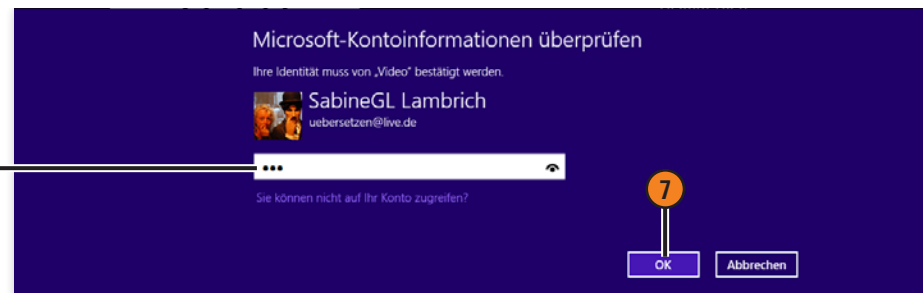 Microsoft-Kontoinformationen überprüfen
Ihre Identität muss von „Video“ bestätigt werden.
SabineGL Lambrich
uebersetzen@live.de
•••
Sie können nicht auf Ihr Konto zugreifen?
7
OK
Abbrechen